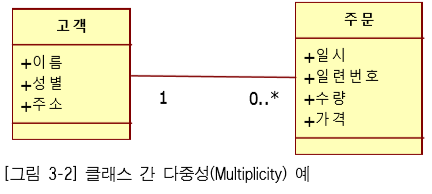 고객
+이름
+성별
+주소
1
0..*
주문
+일시
+일련번호
+수량
+가격
[그림 3-2] 클래스 간 다중성(Multiplicity) 예